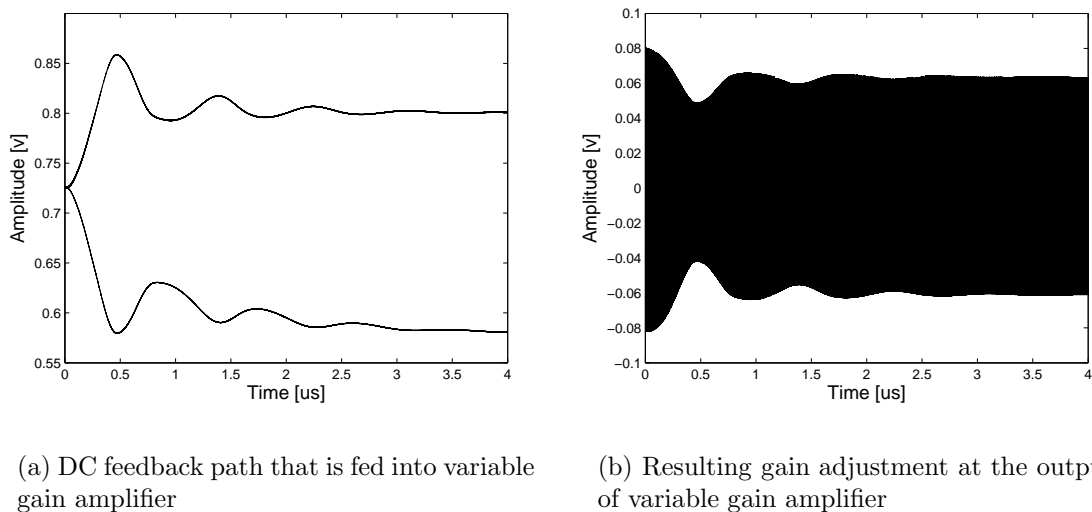 0.85
0.8
0.75
0.7
0.65
0.6
0.55
Amplitude [v]
0 0.5 1 1.5 2 2.5 3 3.5 4
Time [us]
0.1
0.08
0.06
0.04
0.02
0
−0.02
−0.04
−0.06
−0.08
−0.1
Amplitude [v]
0 0.5 1 1.5 2 2.5 3 3.5 4
Time [us]
(a) DC feedback path that is fed into variable
gain amplifier
(b) Resulting gain adjustment at the outp
of variable gain amplifier